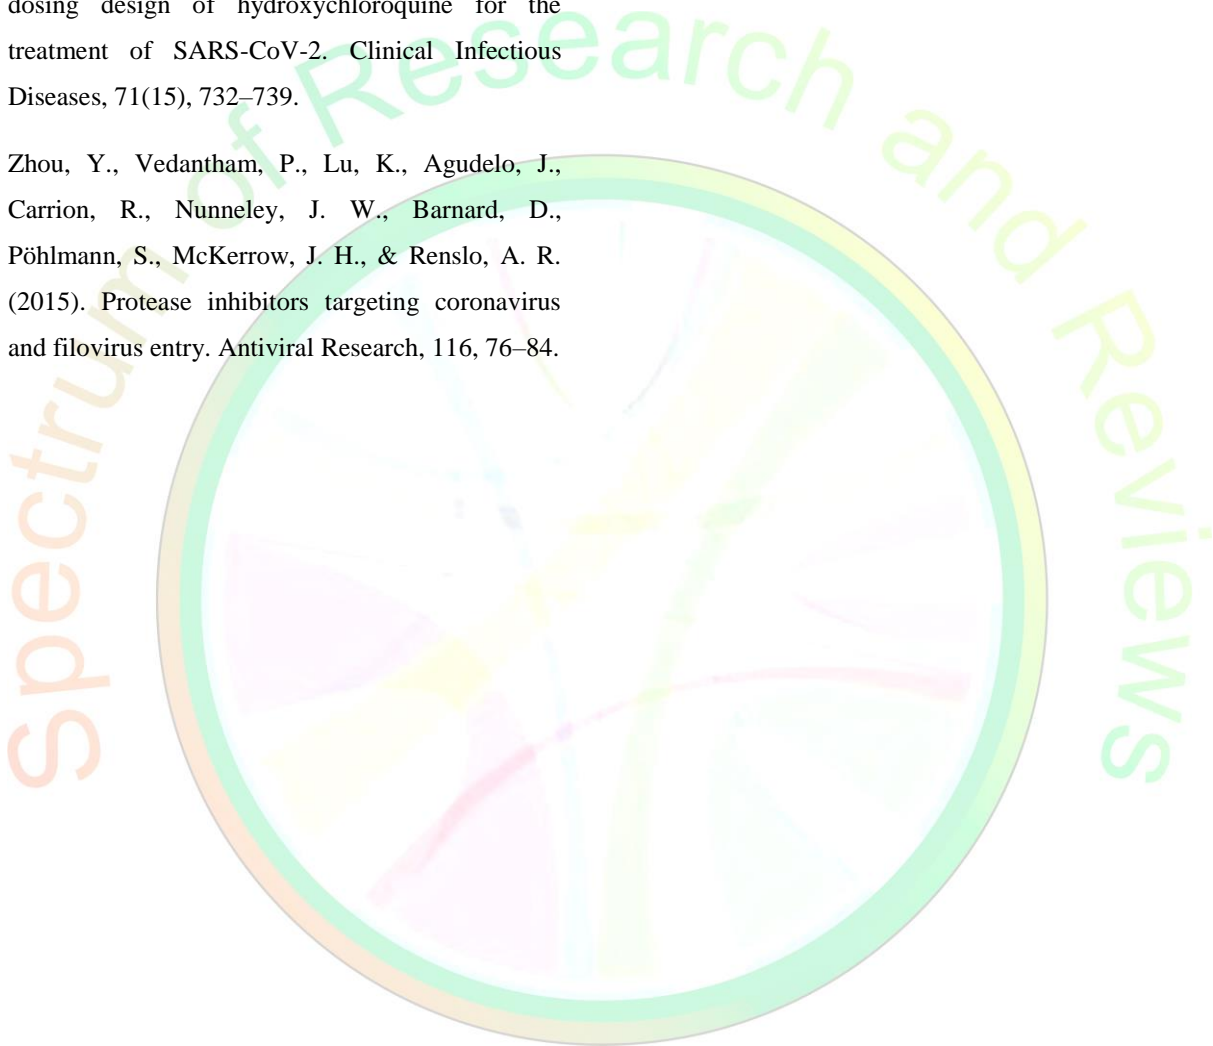 dosing design of hydroxychloroquine for the
treatment of SARS-CoV-2. Clinical Infectious
Diseases, 71(15), 732–739.
Zhou, Y., Vedantham, P., Lu, K., Agudelo, J.,
Carrion, R., Nunneley, J. W., Barnard, D.,
Pöhlmann, S., McKerrow, J. H., & Renslo, A. R.
(2015). Protease inhibitors targeting coronavirus
and filovirus entry. Antiviral Research, 116, 76–84.
Spectrum of Research and Reviews